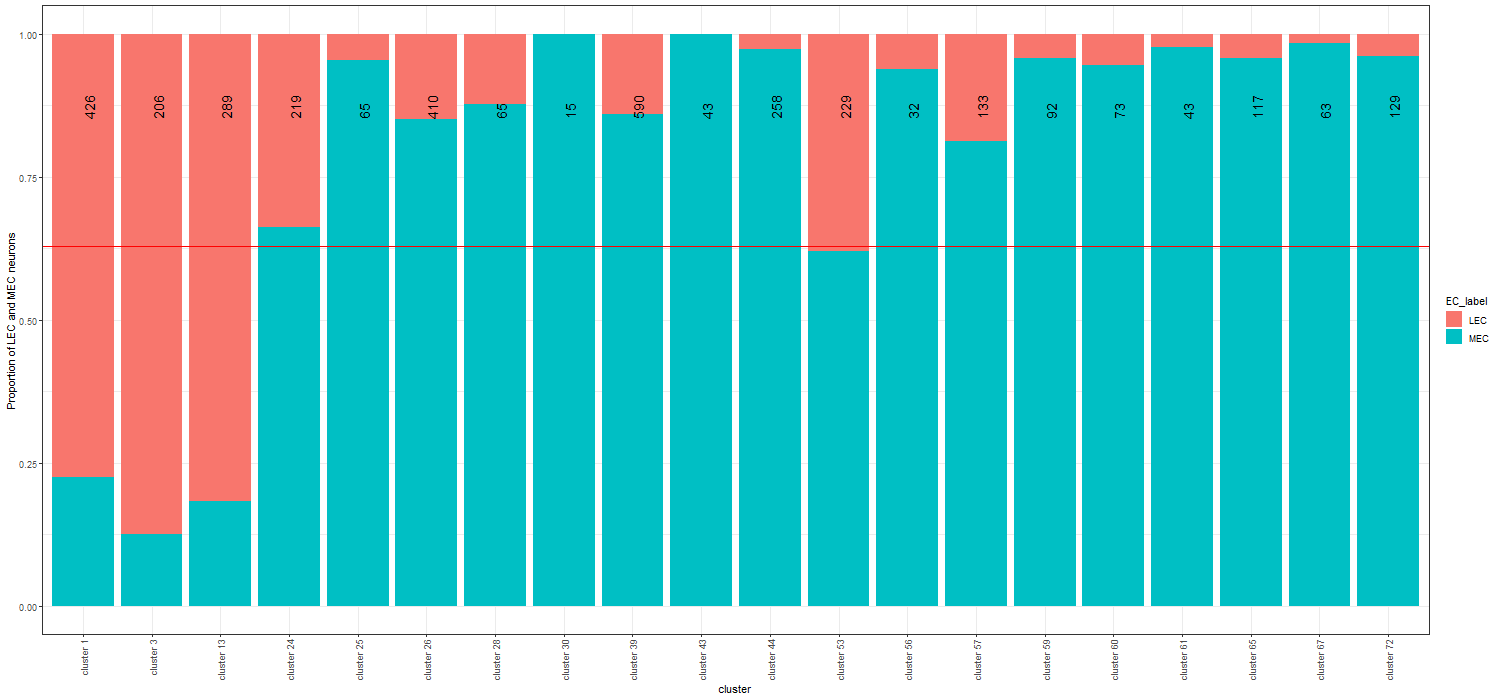 1.00
0.75
0.50
0.25
0.00
Proportion of LEC and MEC neurons
426
206
289
219
65
410
65
15
590
43
258
229
32
133
92
73
43
117
63
129
cluster 1
cluster 3
cluster 13
cluster 24
cluster 25
cluster 26
cluster 28
cluster 30
cluster 39
cluster 43
cluster 44
cluster 53
cluster 56
cluster 57
cluster 59
cluster 60
cluster 61
cluster 65
cluster 67
cluster 72
cluster
EC_label
LEC
MEC